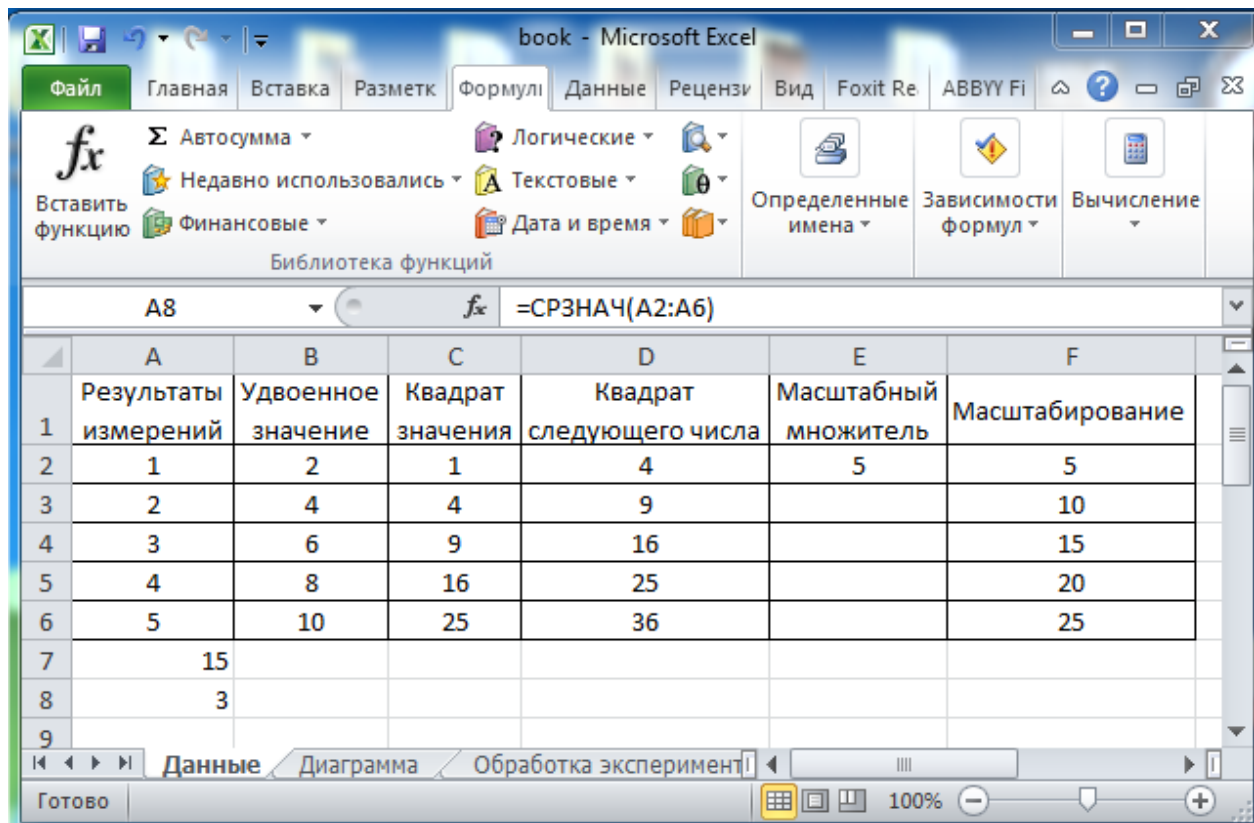 book - Microsoft Excel
Файл Главная Вставка Разметк Формулі Данные Рецензи Вид Foxit Re ABBYY Fi
fx Σ Автосумма Логические
Недавно использовались Текстовые
Вставить функцию Финансовые Дата и время
Определенные имена Зависимости формул Вычисление
Библиотека функций
A8 fx =СРЗНАЧ(A2:A6)
A B C D E F
1 Результаты измерений Удвоенное значение Квадрат значения Квадрат следующего числа Масштабный множитель Масштабирование
2 1 2 1 4 5 5
3 2 4 4 9 10
4 3 6 9 16 15
5 4 8 16 25 20
6 5 10 25 36 25
7 15
8 3
9
Данные Диаграмма Обработка эксперимент
Готово 100%